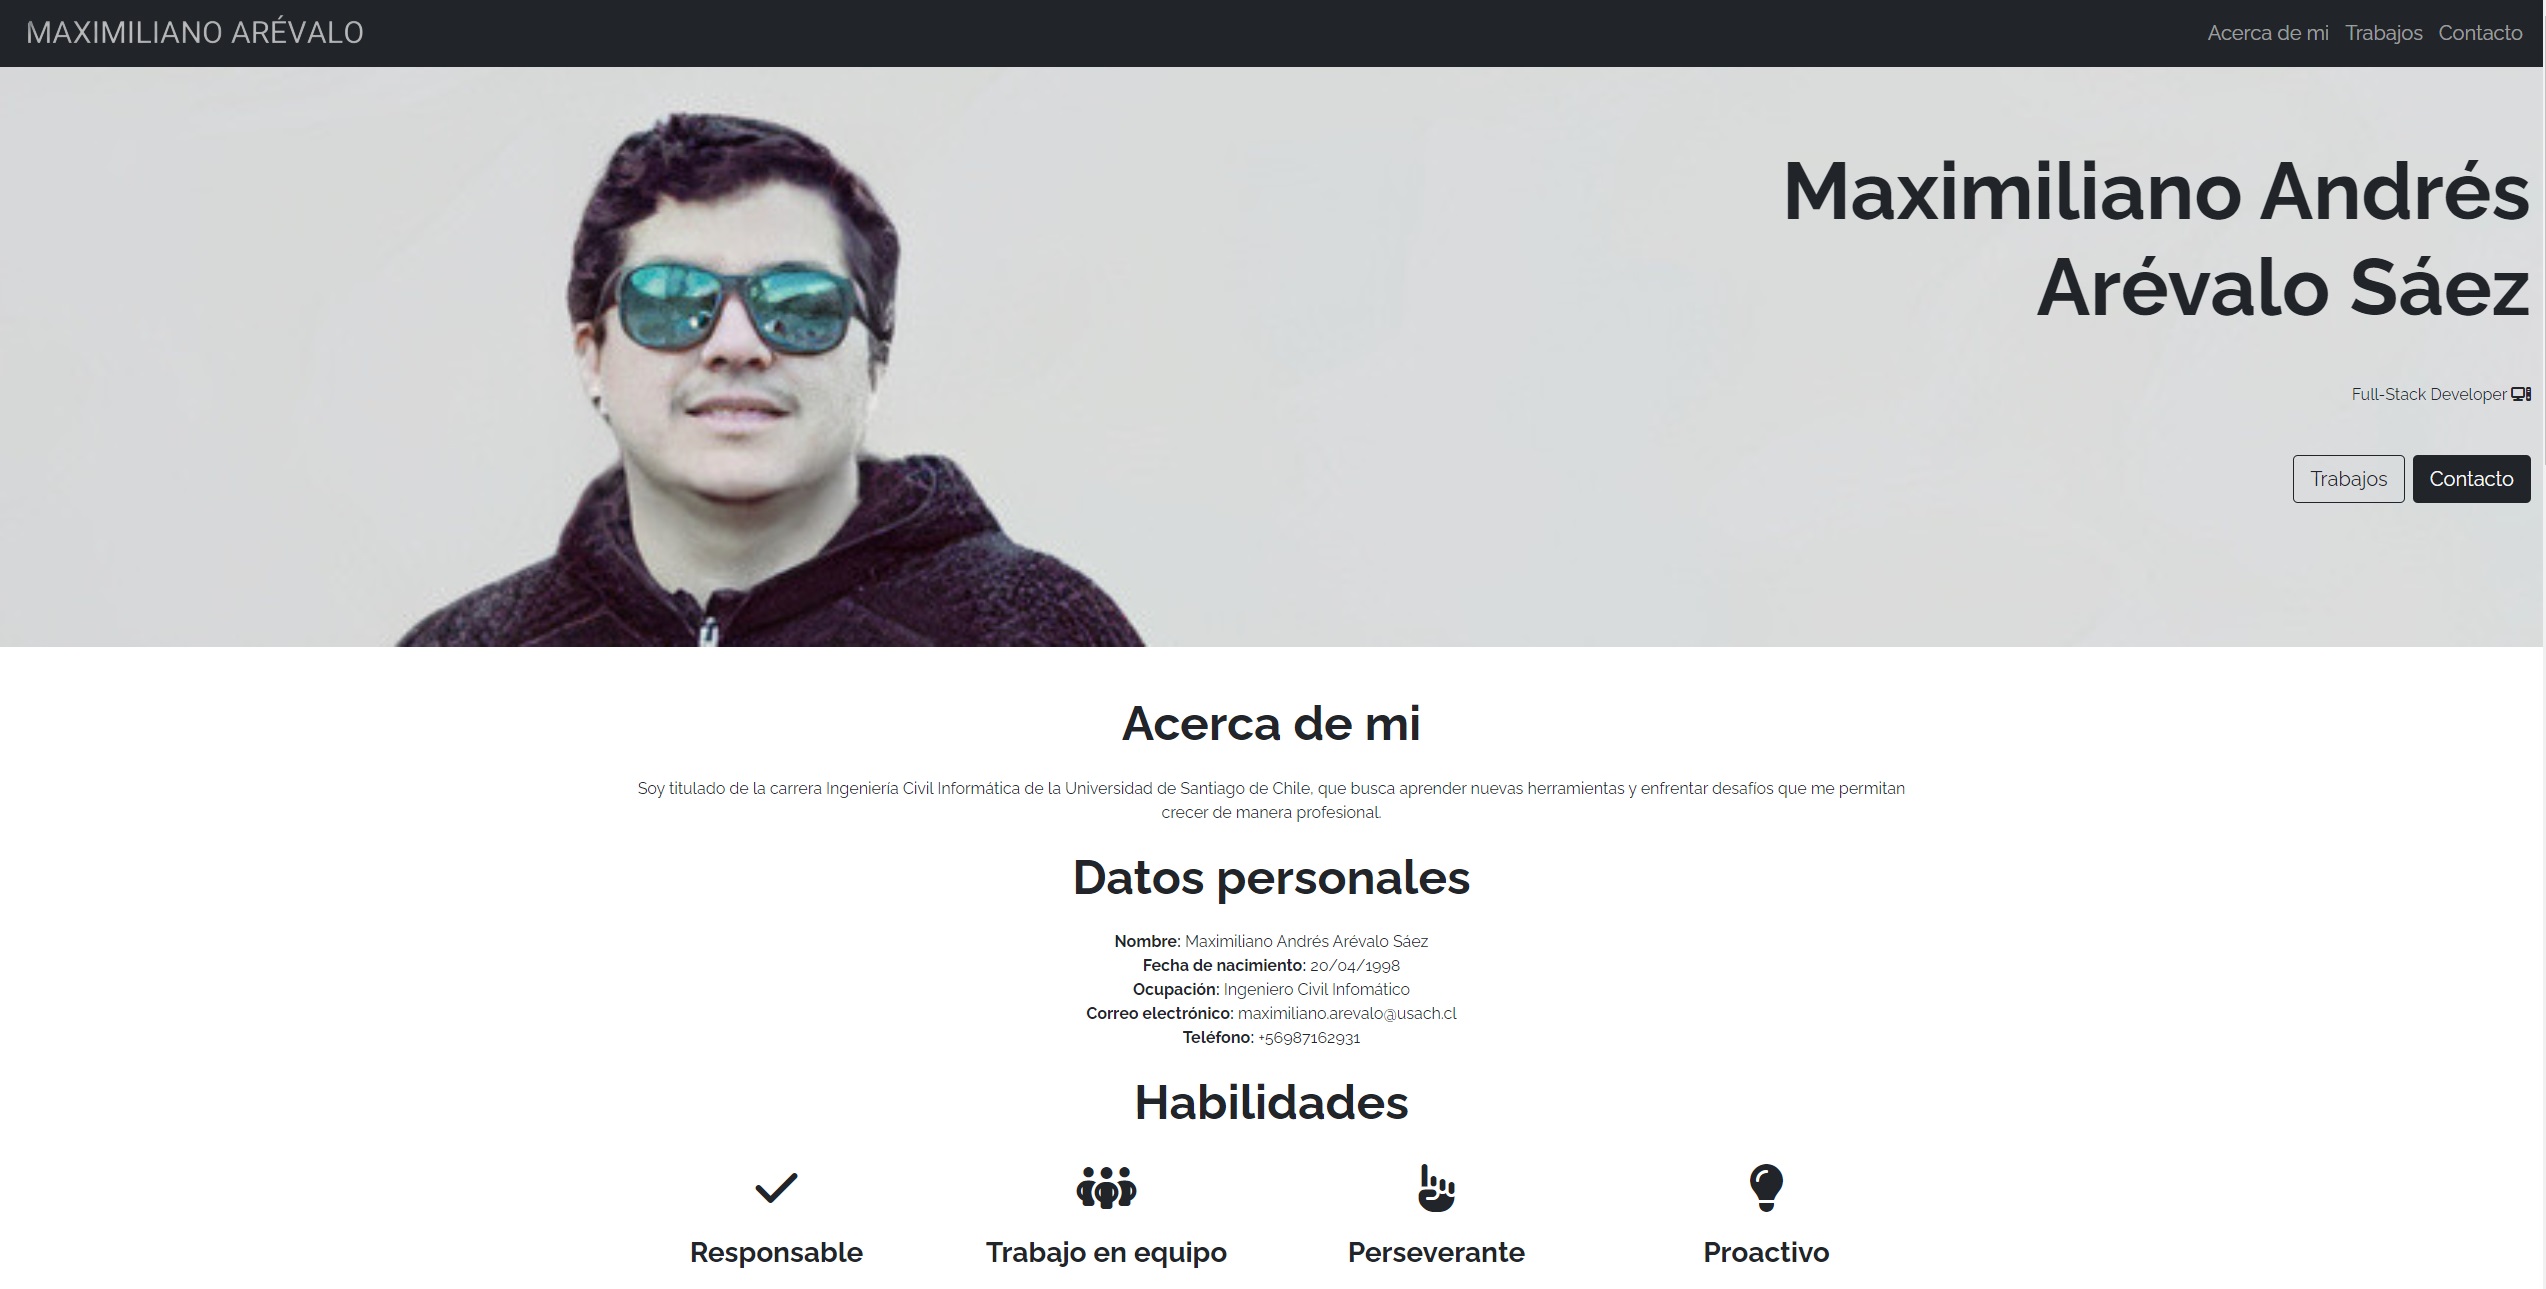 MAXIMILIANO ARÉVALO
Acerca de mi Trabajos Contacto
Maximiliano Andrés
Arévalo Sáez
Full-Stack Developer
Trabajos Contacto
Acerca de mi
Soy titulado de la carrera Ingeniería Civil Informática de la Universidad de Santiago de Chile, que busca aprender nuevas herramientas y enfrentar desafíos que me permitan
crecer de manera profesional.
Datos personales
Nombre: Maximiliano Andrés Arévalo Sáez
Fecha de nacimiento: 20/04/1998
Ocupación: Ingeniero Civil Infomático
Correo electrónico: maximiliano.arevalo@usach.cl
Teléfono: +56987162931
Habilidades
Responsable
Trabajo en equipo
Perseverante
Proactivo